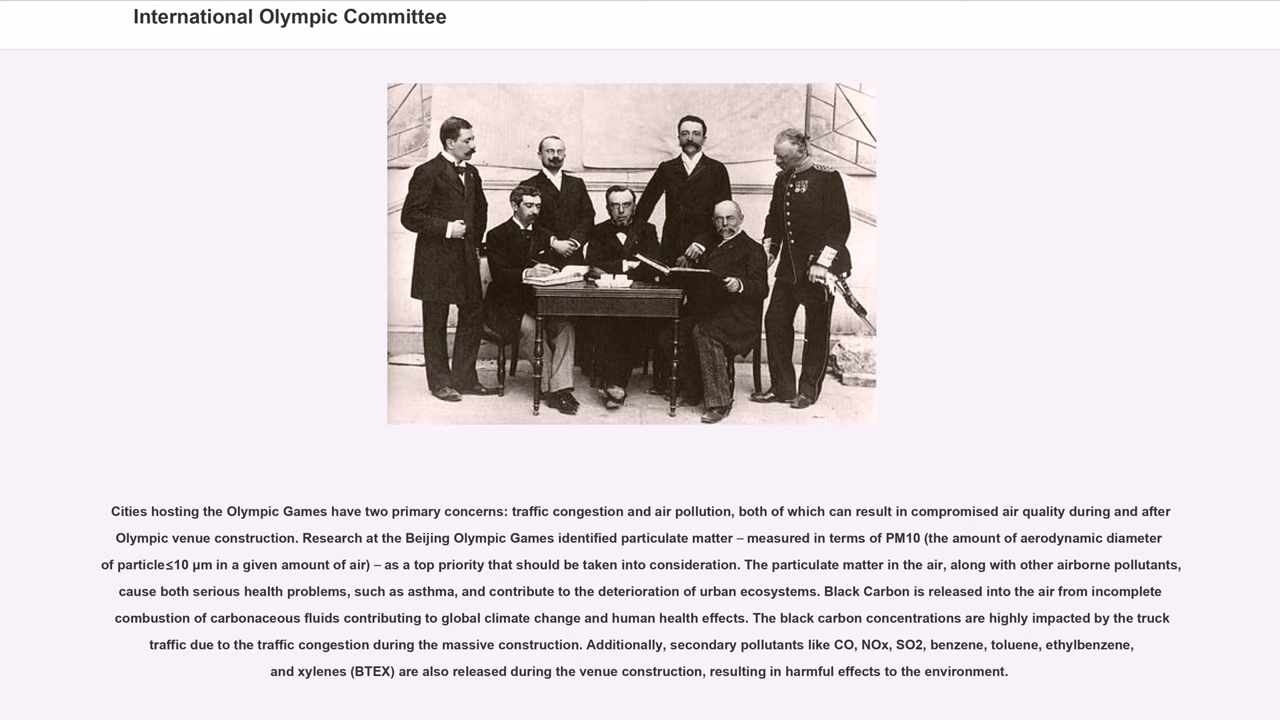 International Olympic Committee
Cities hosting the Olympic Games have two primary concerns: traffic congestion and air pollution, both of which can result in compromised air quality during and after
Olympic venue construction. Research at the Beijing Olympic Games identified particulate matter – measured in terms of PM10 (the amount of aerodynamic diameter
of particle≤10 μm in a given amount of air) – as a top priority that should be taken into consideration. The particulate matter in the air, along with other airborne pollutants,
cause both serious health problems, such as asthma, and contribute to the deterioration of urban ecosystems. Black Carbon is released into the air from incomplete
combustion of carbonaceous fluids contributing to global climate change and human health effects. The black carbon concentrations are highly impacted by the truck
traffic due to the traffic congestion during the massive construction. Additionally, secondary pollutants like CO, NOx, SO2, benzene, toluene, ethylbenzene,
and xylenes (BTEX) are also released during the venue construction, resulting in harmful effects to the environment.